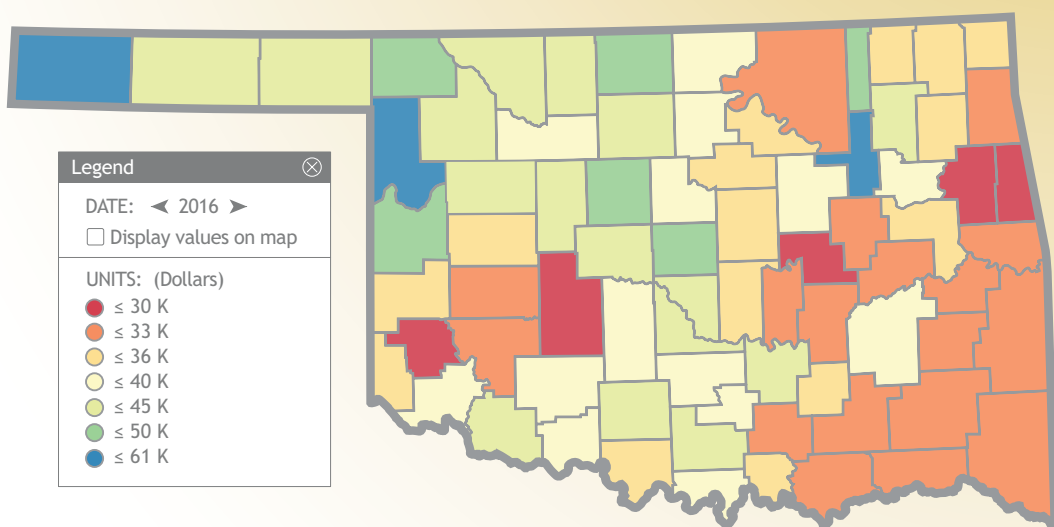 Legend
DATE: 2016
Display values on map
UNITS: (Dollars)
≤ 30 K
≤ 33 K
≤ 36 K
≤ 40 K
≤ 45 K
≤ 50 K
≤ 61 K